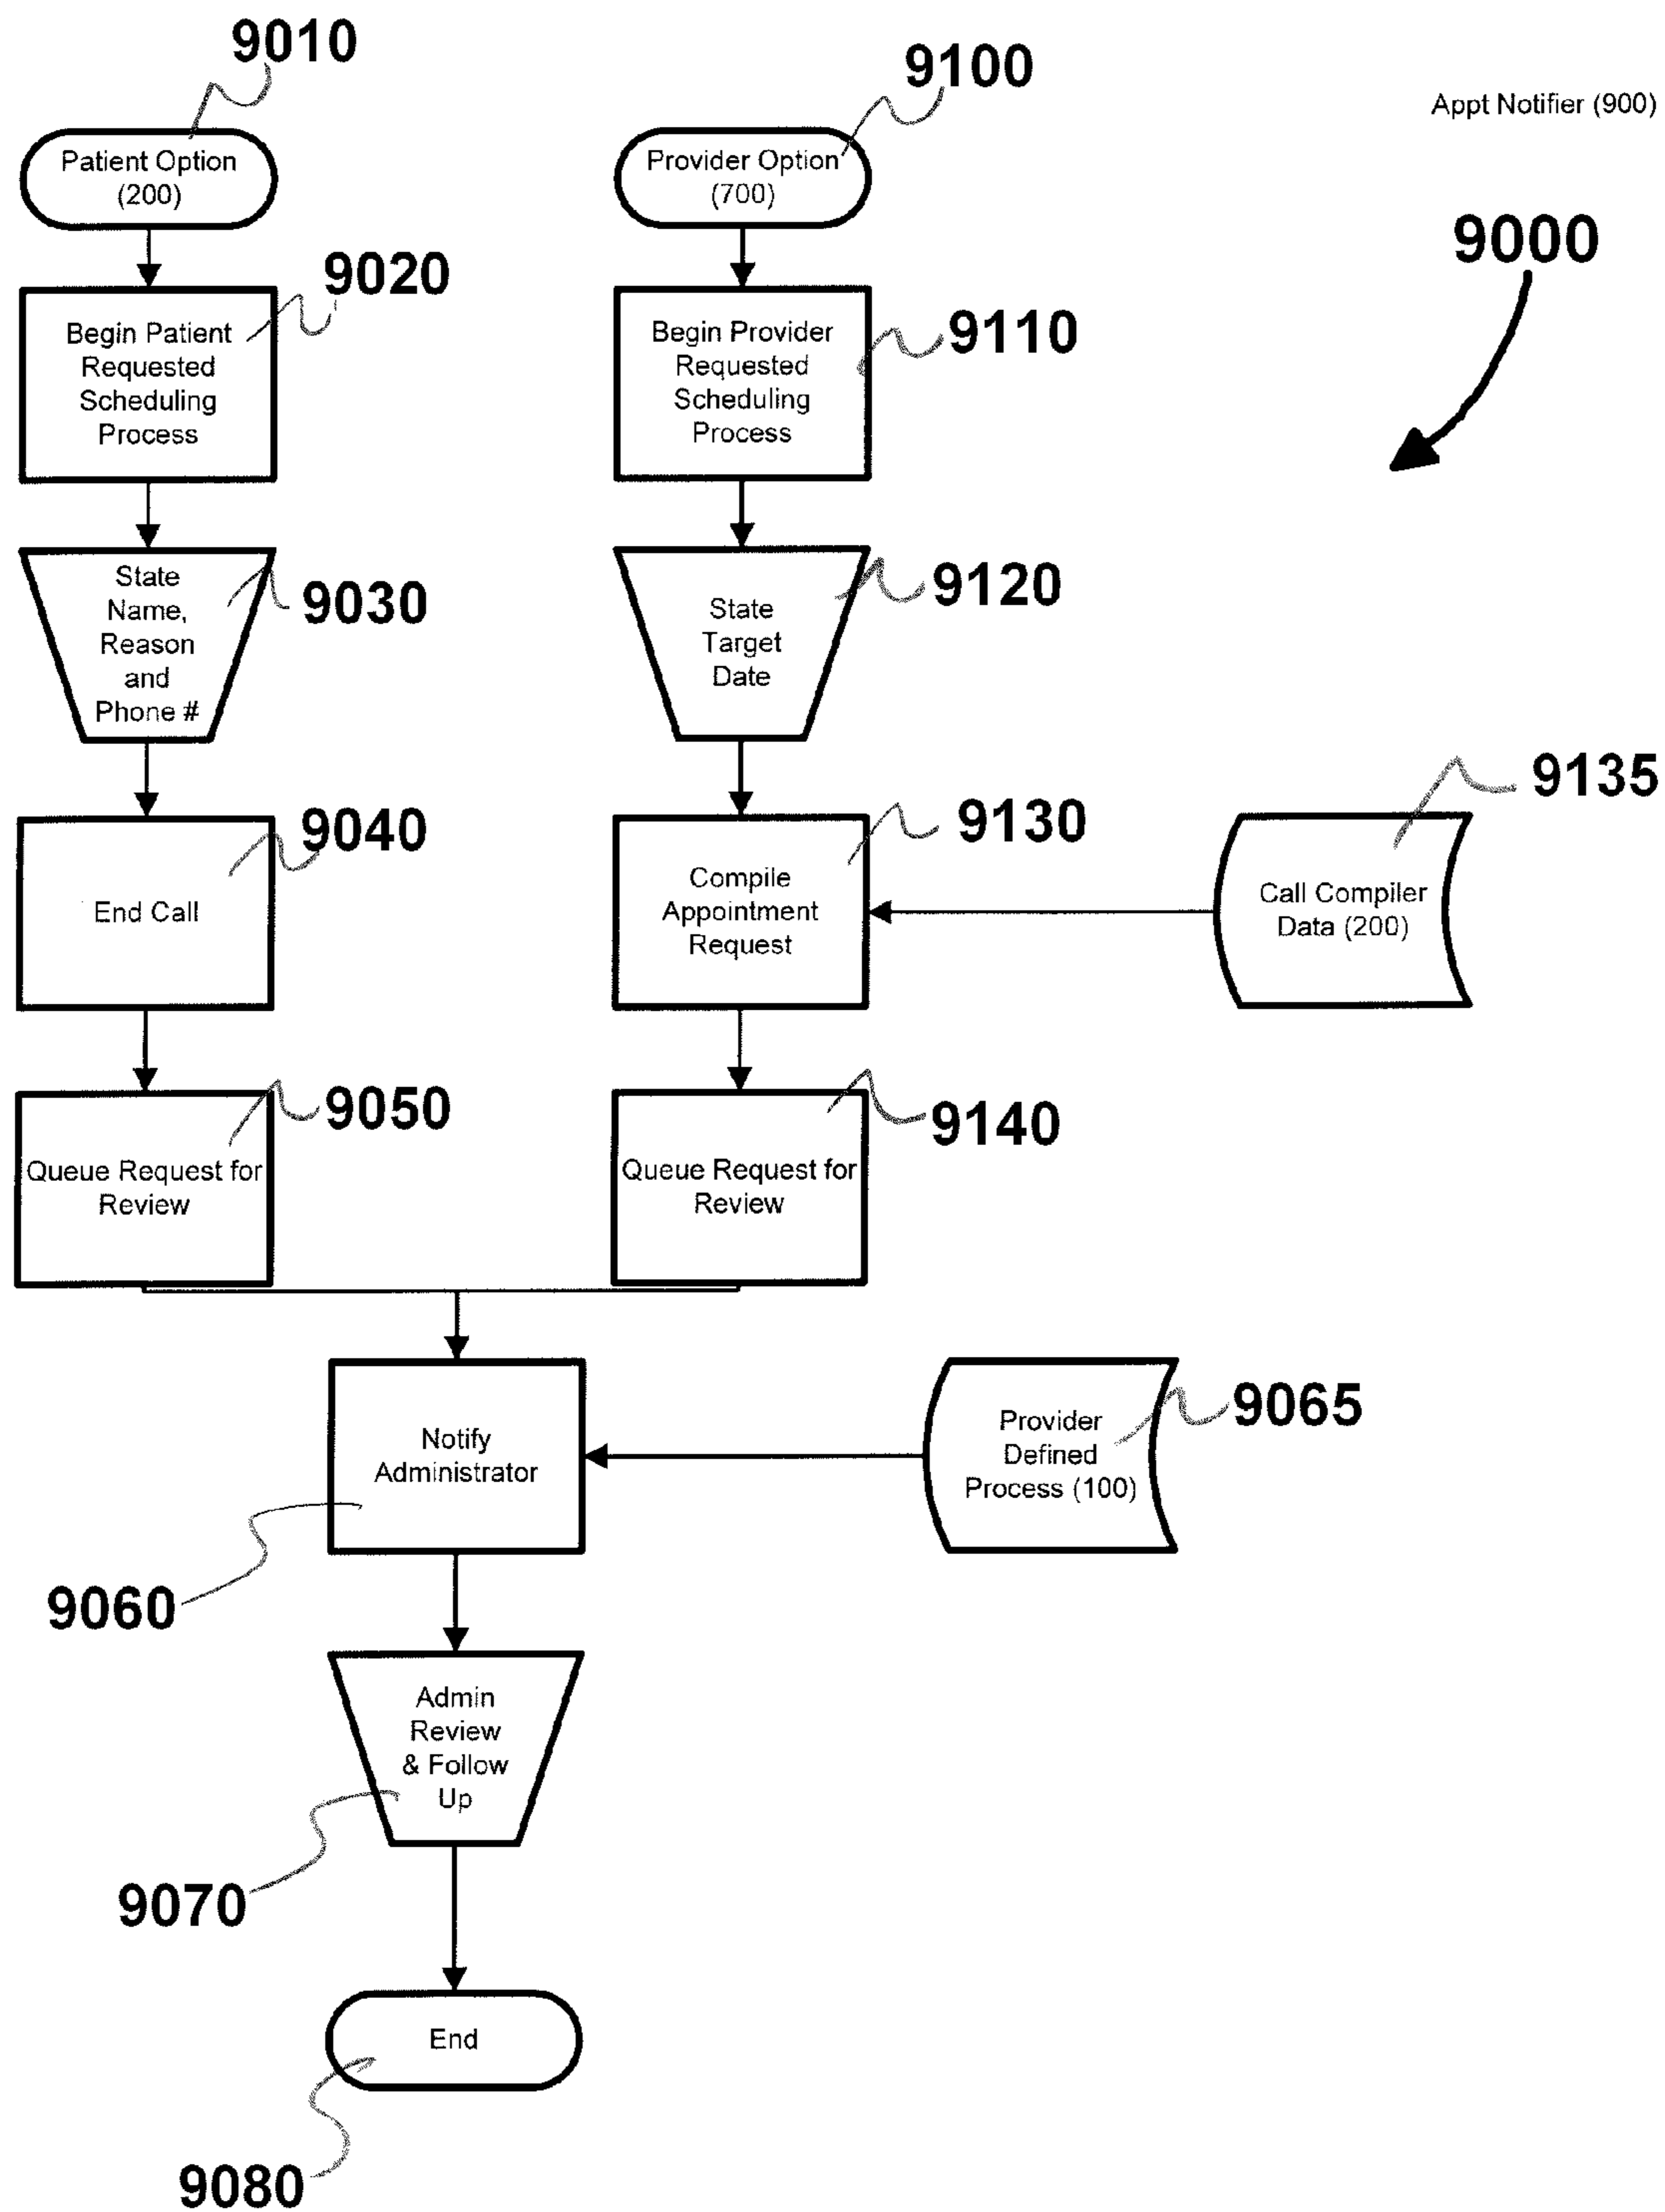 9010
9100
Appt Notifier (900)
Patient Option
(200)
Provider Option
(700)
9000
9020
Begin Patient
Requested
Scheduling
Process
9110
Begin Provider
Requested
Scheduling
Process
State
Name,
Reason
and
Phone #
9030
State
Target
Date
9120
9040
End Call
9130
Compile
Appointment
Request
9135
Call Compiler
Data (200)
9050
Queue Request for
Review
9140
Queue Request for
Review
Notify
Administrator
9060
9065
Provider
Defined
Process (100)
Admin
Review
& Follow
Up
9070
End
9080